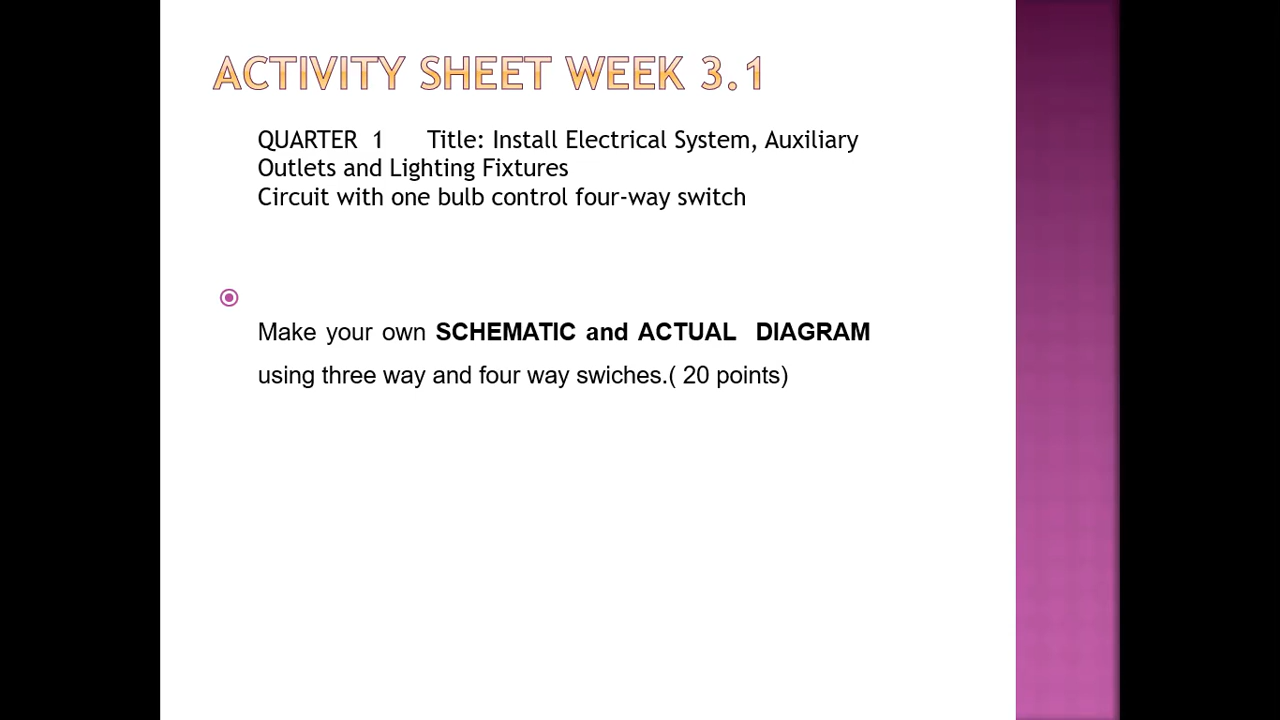 ACTIVITY SHEET WEEK 3.1
QUARTER 1 Title: Install Electrical System, Auxiliary
Outlets and Lighting Fixtures
Circuit with one bulb control four-way switch
Make your own SCHEMATIC and ACTUAL DIAGRAM
using three way and four way swiches.( 20 points)